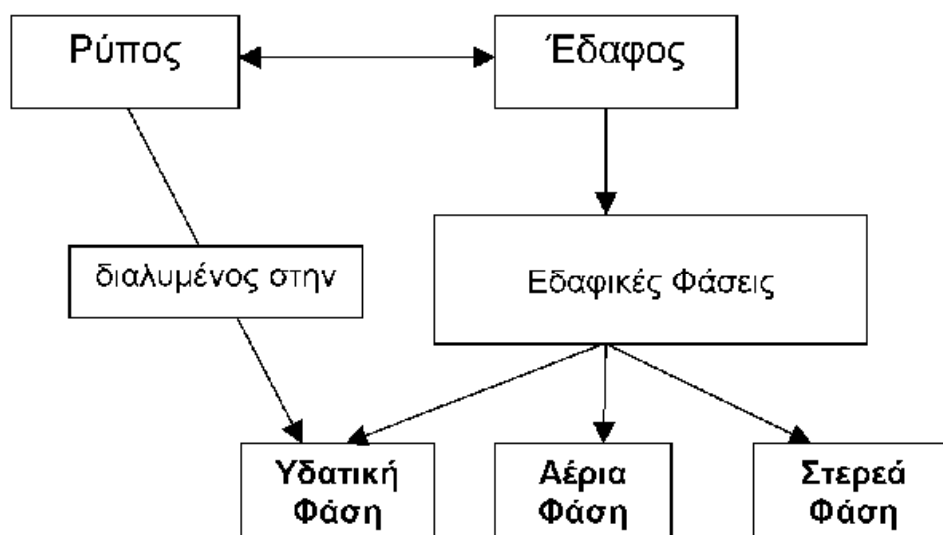 Ρύπος
Έδαφος
διαλυμένος στην
Εδαφικές Φάσεις
Υδατική
Φάση
Αέρια
Φάση
Στερεά
Φάση